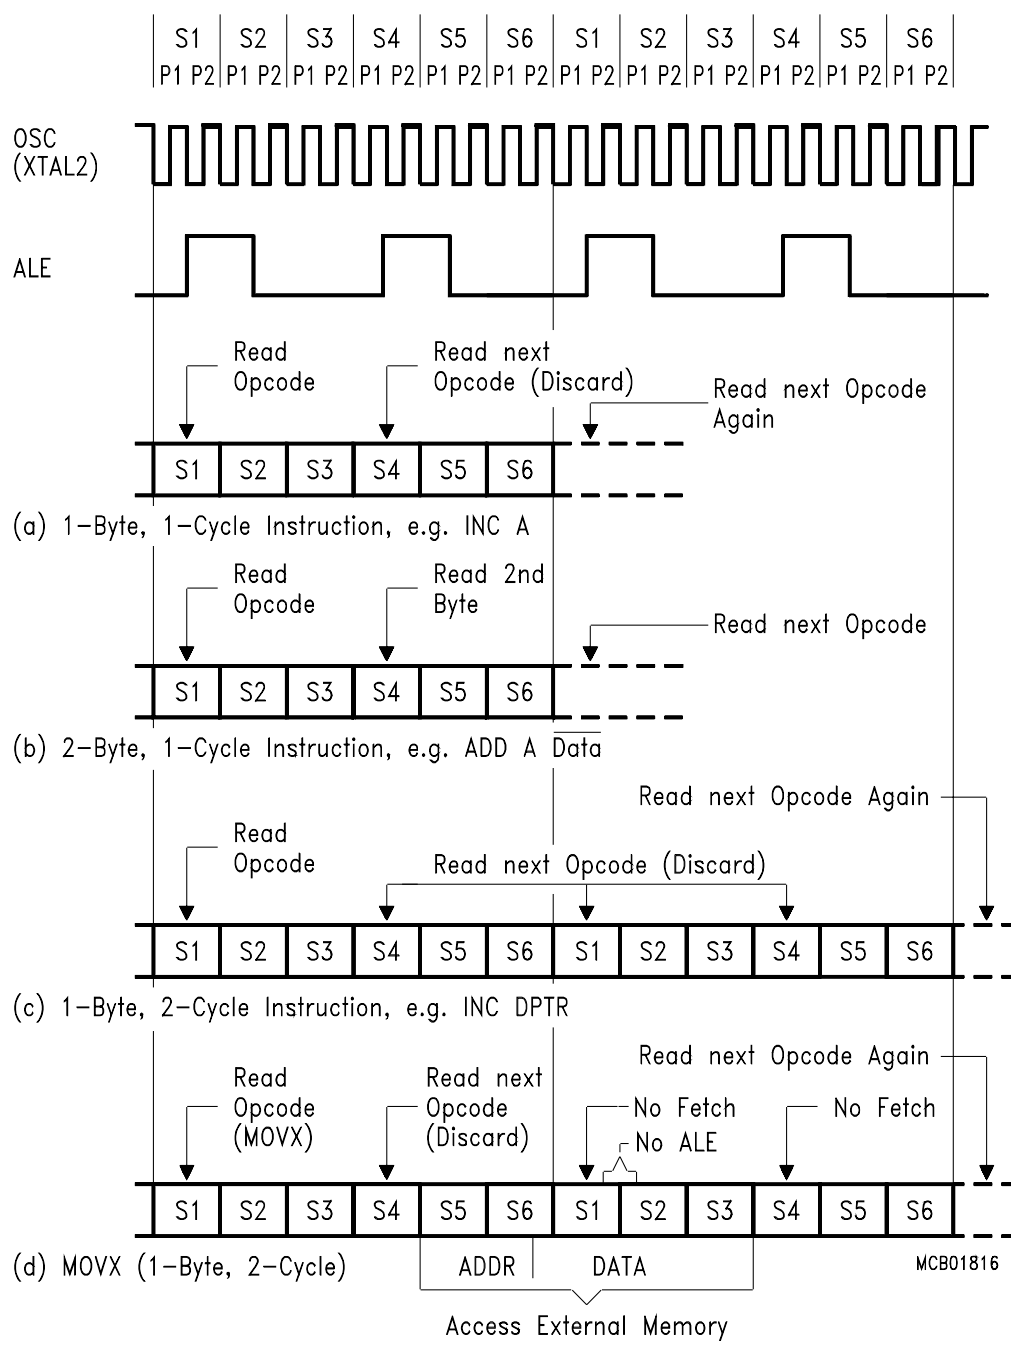 S1 S2 S3 S4 S5 S6 S1 S2 S3 S4 S5 S6
P1 P2 P1 P2 P1 P2 P1 P2 P1 P2 P1 P2 P1 P2 P1 P2 P1 P2 P1 P2 P1 P2 P1 P2
OSC
(XTAL2)
ALE
Read
Opcode
Read next
Opcode (Discard)
Read next Opcode
Again
S1 S2 S3 S4 S5 S6
(a) 1-Byte, 1-Cycle Instruction, e.g. INC A
Read
Opcode
Read 2nd
Byte
Read next Opcode
S1 S2 S3 S4 S5 S6
(b) 2-Byte, 1-Cycle Instruction, e.g. ADD A Data
Read next Opcode Again
Read
Opcode
Read next Opcode (Discard)
S1 S2 S3 S4 S5 S6 S1 S2 S3 S4 S5 S6
(c) 1-Byte, 2-Cycle Instruction, e.g. INC DPTR
Read next Opcode Again
Read
Opcode
(MOVX)
Read next
Opcode
(Discard)
No Fetch
No ALE
No Fetch
S1 S2 S3 S4 S5 S6 S1 S2 S3 S4 S5 S6
(d) MOVX (1-Byte, 2-Cycle)
ADDR
DATA
MCB01816
Access External Memory